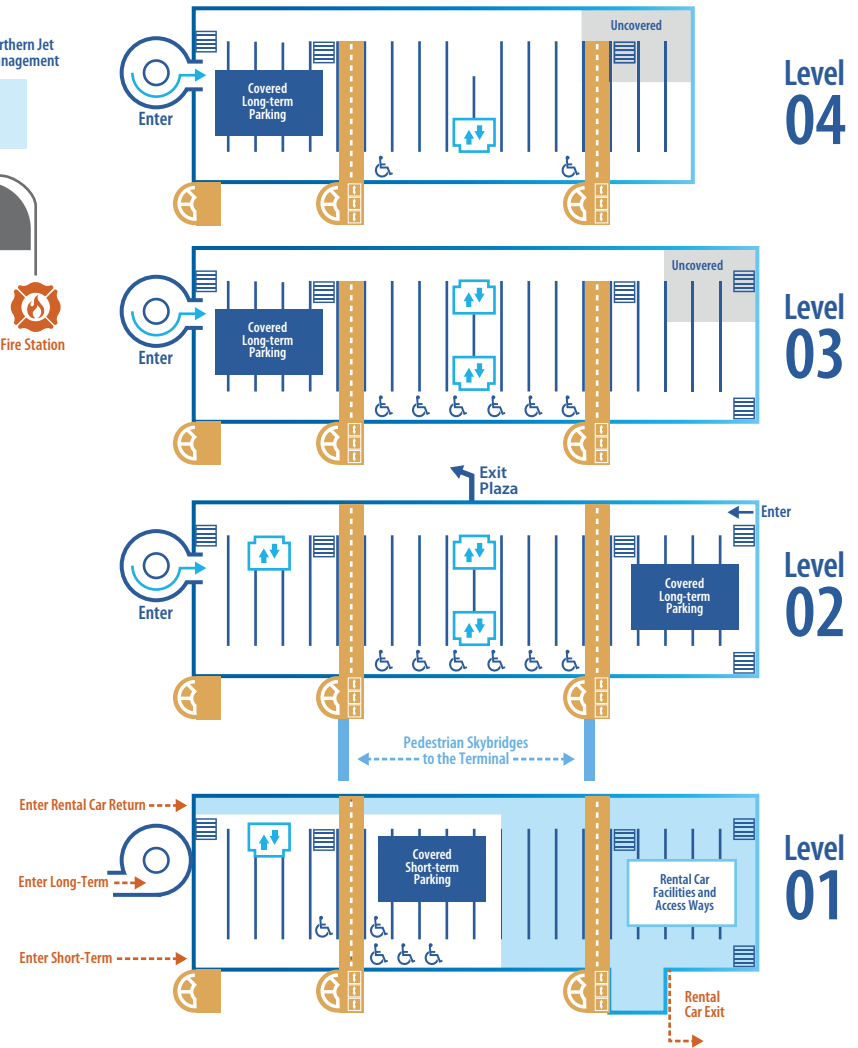 Uncovered
rthern Jet
nagement
Level
04
Covered
Long-term
Parking
Enter
Uncovered
Level
03
Covered
Long-term
Parking
Enter
Fire Station
Exit
Plaza
Enter
Level
02
Covered
Long-term
Parking
Enter
Pedestrian Skybridges
to the Terminal
Enter Rental Car Return
Level
01
Covered
Short-term
Parking
Enter Long-Term
Rental Car
Facilities and
Access Ways
Enter Short-Term
Rental
Car Exit